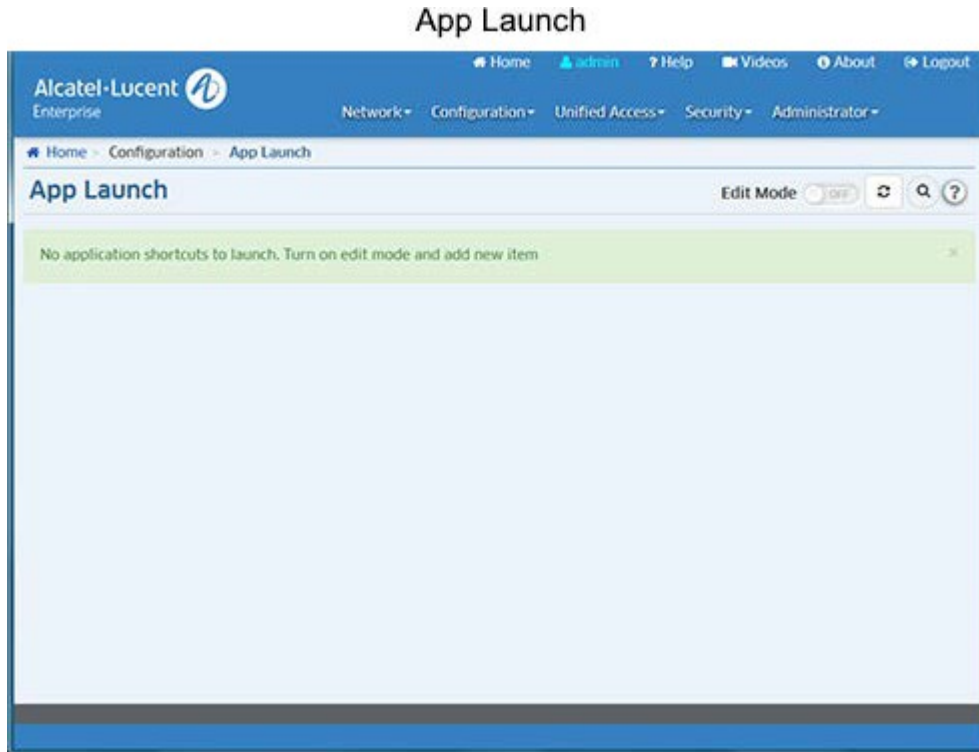 App Launch
Home admin ? Help Videos About Logout
Alcatel-Lucent
Enterprise
Network Configuration Unified Access Security Administrator
Home > Configuration > App Launch
App Launch
Edit Mode OFF ?
No application shortcuts to launch. Turn on edit mode and add new item ×